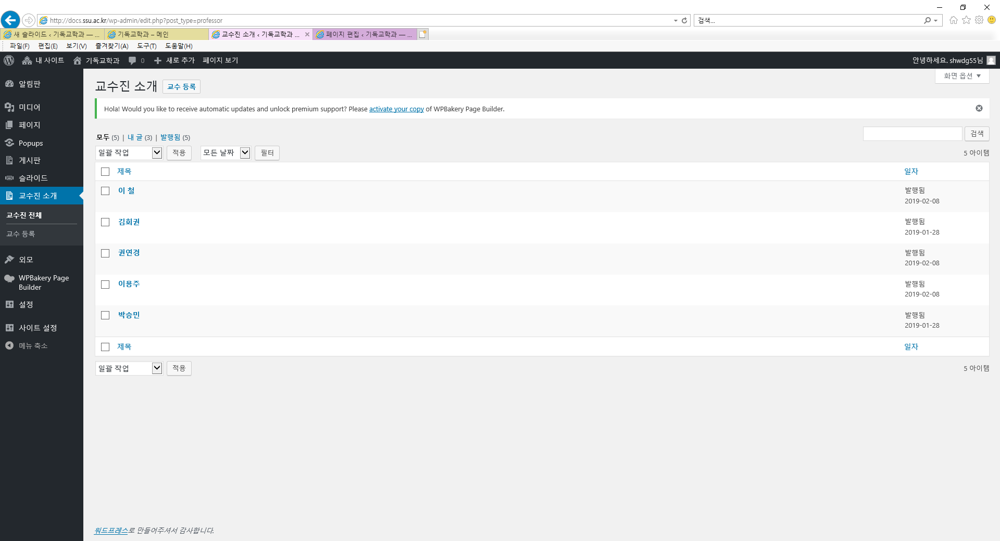 http://docs.ssu.ac.kr/wp-admin/edit.php?post_type=professor
검색...
새 슬라이드 ‹ 기독교학과 — ...
기독교학과 – 메인
교수진 소개 ‹ 기독교학과 ...
페이지 편집 ‹ 기독교학과 — ...
파일(F) 편집(E) 보기(V) 즐겨찾기(A) 도구(T) 도움말(H)
내 사이트 기독교학과 0 새로 추가 페이지 보기
안녕하세요, shwdg55님
알림판
미디어
페이지
Popups
게시판
슬라이드
교수진 소개
교수진 전체
교수 등록
외모
WPBakery Page
Builder
설정
사이트 설정
메뉴 축소
화면 옵션 ▼
교수진 소개 교수 등록
Hola! Would you like to receive automatic updates and unlock premium support? Please activate your copy of WPBakery Page Builder.
모두 (5) | 내 글 (3) | 발행됨 (5)
검색
일괄 작업 적용 모든 날짜 필터
5 아이템
제목 일자
이 철 발행됨
2019-02-08
김회권 발행됨
2019-01-28
권연경 발행됨
2019-02-08
이용주 발행됨
2019-02-08
박승민 발행됨
2019-01-28
제목 일자
일괄 작업 적용
5 아이템
워드프레스로 만들어주셔서 감사합니다.